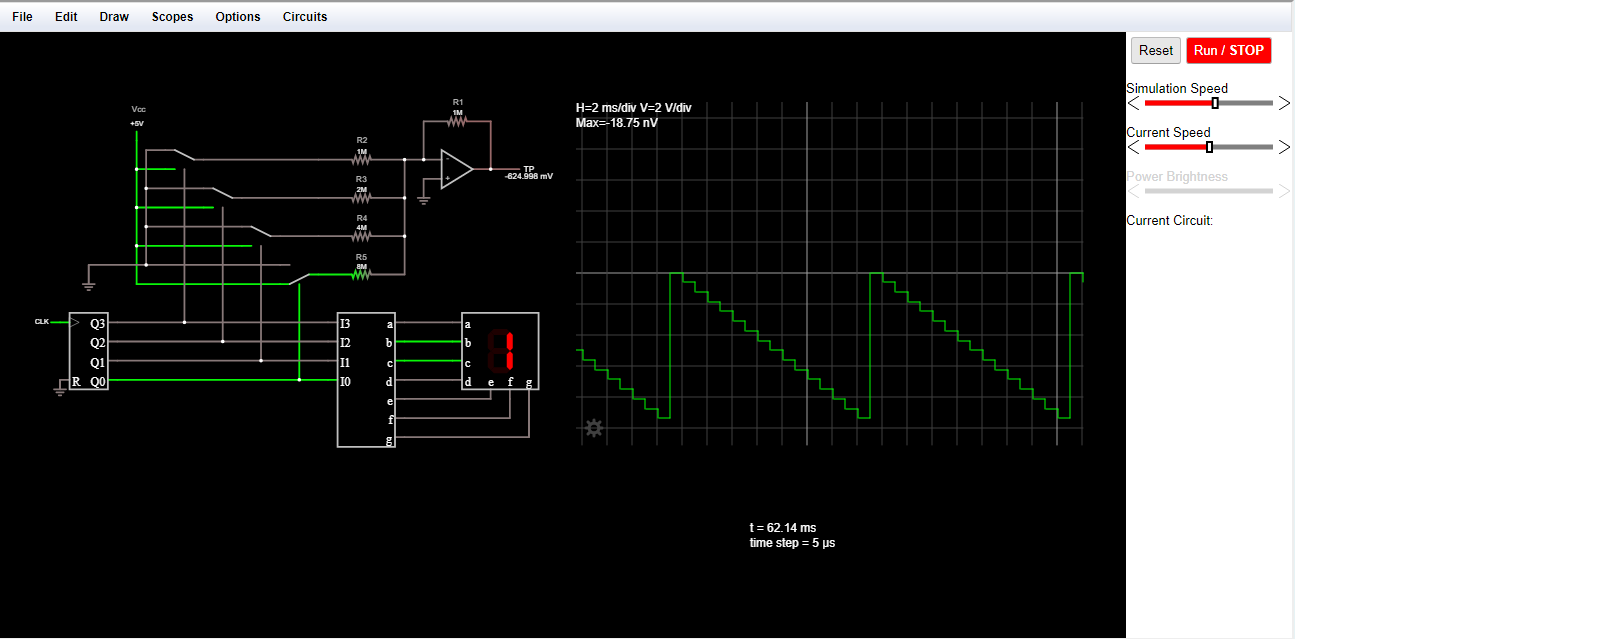 File Edit Draw Scopes Options Circuits
Reset Run / STOP
Simulation Speed
Current Speed
Power Brightness
Current Circuit:
Vcc
+5V
R1
1M
R2
1M
TP
-624.998 mV
R3
2M
R4
4M
R5
8M
H=2 ms/div V=2 V/div
Max=-18.75 nV
CLK
Q3
Q2
Q1
R Q0
I3 a
I2 b
I1 c
I0 d
e
f
g
a
b
c
d e f g
1
t = 62.14 ms
time step = 5 μs